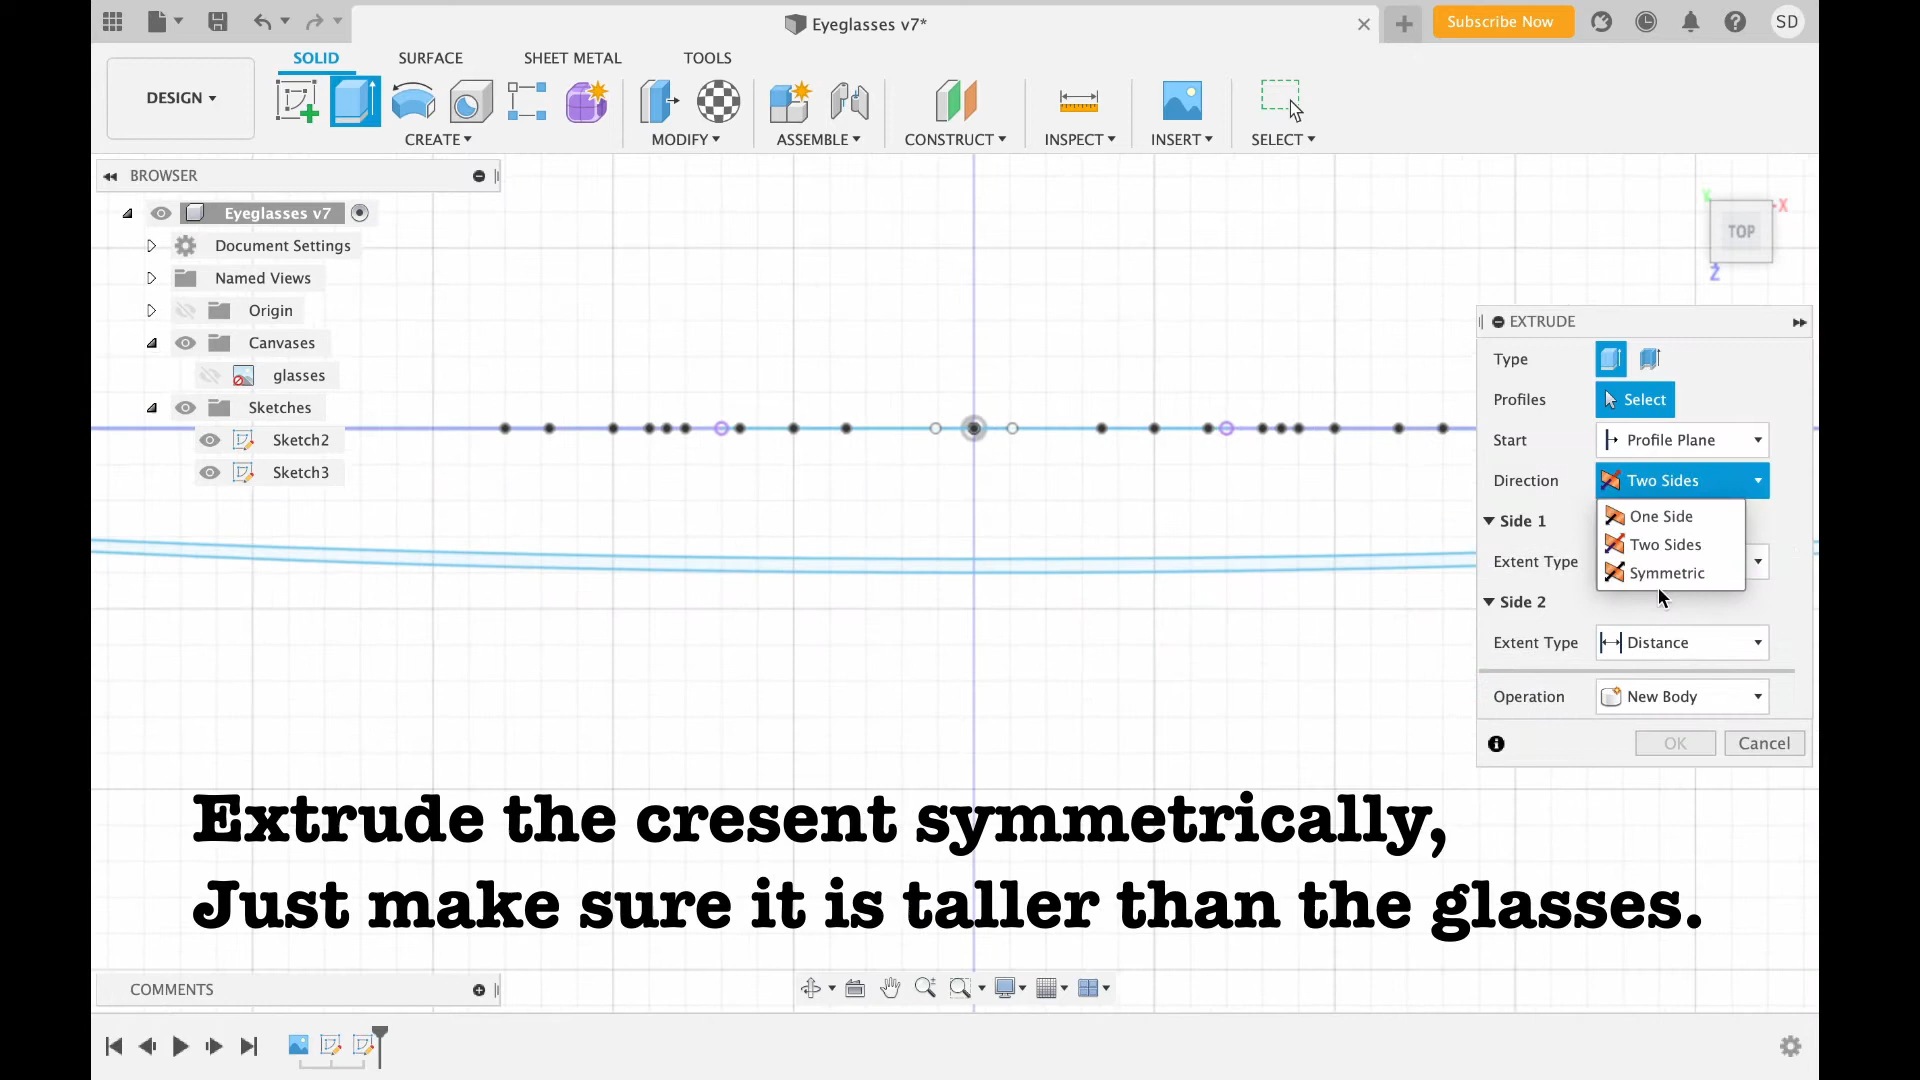 Eyeglasses v7*
Subscribe Now
SD
SOLID
SURFACE
SHEET METAL
TOOLS
DESIGN
CREATE
MODIFY
ASSEMBLE
CONSTRUCT
INSPECT
INSERT
SELECT
BROWSER
Eyeglasses v7
Document Settings
Named Views
Origin
Canvases
glasses
Sketches
Sketch2
Sketch3
Y
X
TOP
Z
EXTRUDE
Type
Profiles
Select
Start
Profile Plane
Direction
Two Sides
One Side
Two Sides
Symmetric
Side 1
Extent Type
Side 2
Extent Type
Distance
Operation
New Body
OK
Cancel
Extrude the cresent symmetrically,
Just make sure it is taller than the glasses.
COMMENTS